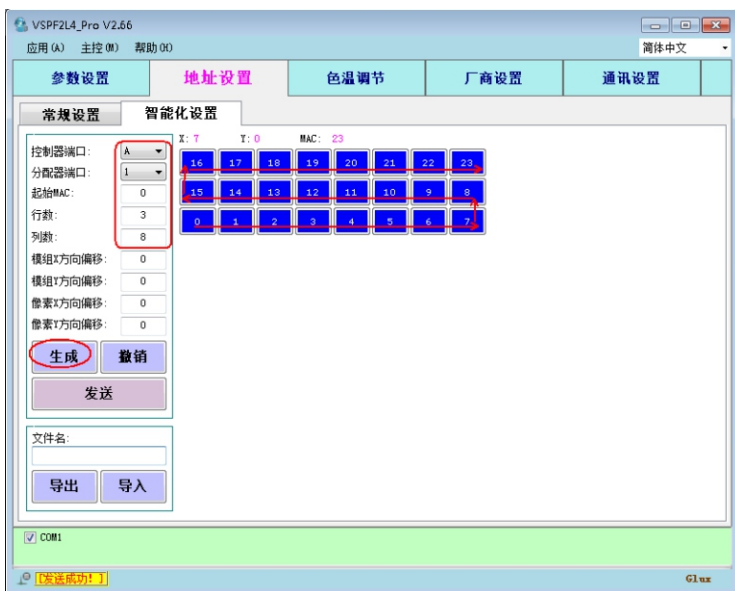 VSPF2L4_Pro V2.66
应用(A) 主控(M) 帮助(H) 简体中文
参数设置 地址设置 色温调节 厂商设置 通讯设置
常规设置 智能化设置
X: 7 Y: 0 MAC: 23
控制器端口: A
分配器端口: 1
起始MAC: 0
行数: 3
列数: 8
模组X方向偏移: 0
模组Y方向偏移: 0
像素X方向偏移: 0
像素Y方向偏移: 0
生成 撤销
发送
16 17 18 19 20 21 22 23
15 14 13 12 11 10 9 8
0 1 2 3 4 5 6 7
文件名:
导出 导入
COM1
[发送成功! ] Glux